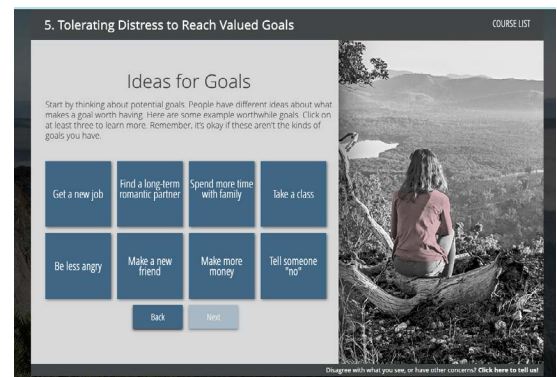 5. Tolerating Distress to Reach Valued Goals
COURSE LIST
Ideas for Goals
Start by thinking about potential goals. People have different ideas about what
makes a goal worth having. Here are some example worthwhile goals. Click on
at least three to learn more. Remember, it's okay if these aren't the kinds of
goals you have.
Get a new job
Find a long-term
romantic partner
Spend more time
with family
Take a class
Be less angry
Make a new
friend
Make more
money
Tell someone
"no"
Back
Next
Disagree with what you see, or have other concerns? Click here to tell us!